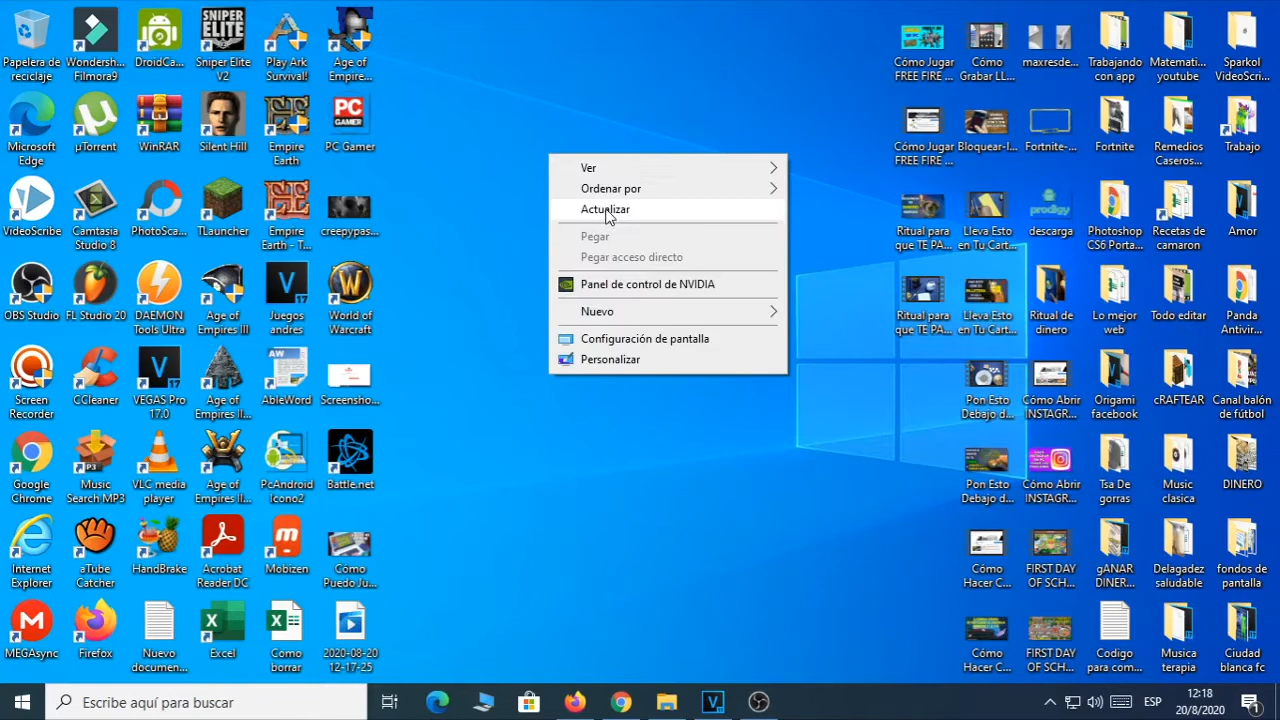 Papelera de
reciclaje
Wondersh...
Filmora9
DroidCa...
SNIPER
ELITE
Sniper Elite
V2
Play Ark
Survival!
Age of
Empire...
Microsoft
Edge
µTorrent
WinRAR
Silent Hill
Empire
Earth
PC
GAMER
PC Gamer
VideoScribe
Camtasia
Studio 8
PhotoSca...
TLauncher
Empire
Earth - T...
creepypas...
OBS Studio
FL Studio 20
DAEMON
Tools Ultra
Age of
Empires III
17
Juegos
andres
World of
Warcraft
Screen
Recorder
CCleaner
17
VEGAS Pro
17.0
Age of
Empires II...
AW
AbleWord
Screensho...
Google
Chrome
P3
Music
Search MP3
VLC media
player
Age of
Empires II...
PcAndroid
Icono2
Battle.net
Internet
Explorer
aTube
Catcher
HandBrake
Acrobat
Reader DC
Mobizen
Como
Puedo Ju...
MEGAsync
Firefox
Nuevo
documen...
Excel
Como
borrar
2020-08-20
12-17-25
Ver
Ordenar por
Actualizar
Pegar
Pegar acceso directo
Panel de control de NVIDIA
Nuevo
Configuración de pantalla
Personalizar
Cómo Jugar
FREE FIRE ...
Cómo
Grabar LL...
maxresde...
Trabajando
con app
Matemati...
youtube
Sparkol
VideoScri...
Cómo Jugar
FREE FIRE ...
Bloquear-l...
Fortnite-...
Fortnite
Remedios
Caseros...
Trabajo
Ritual para
que TE PA...
Lleva Esto
en Tu Cart...
prodigy
descarga
Photoshop
CS6 Porta...
Recetas de
camaron
Amor
Ritual para
que TE PA...
Lleva Esto
en Tu Cart...
Ritual de
dinero
Lo mejor
web
Todo editar
Panda
Antivir...
Pon Esto
Debajo d...
Cómo Abrir
INSTAGR...
Origami
facebook
cRAFTEAR
Canal balón
de fútbol
Pon Esto
Debajo d...
Cómo Abrir
INSTAGR...
Tsa De
gorras
Music
clasica
DINERO
Cómo
Hacer C...
FIRST DAY
OF SCH...
gANAR
DINER...
Delagadez
saludable
fondos de
pantalla
Cómo
Hacer C...
FIRST DAY
OF SCH...
Codigo
para com...
Musica
terapia
Ciudad
blanca fc
Escribe aquí para buscar
ESP
12:18
20/8/2020
1